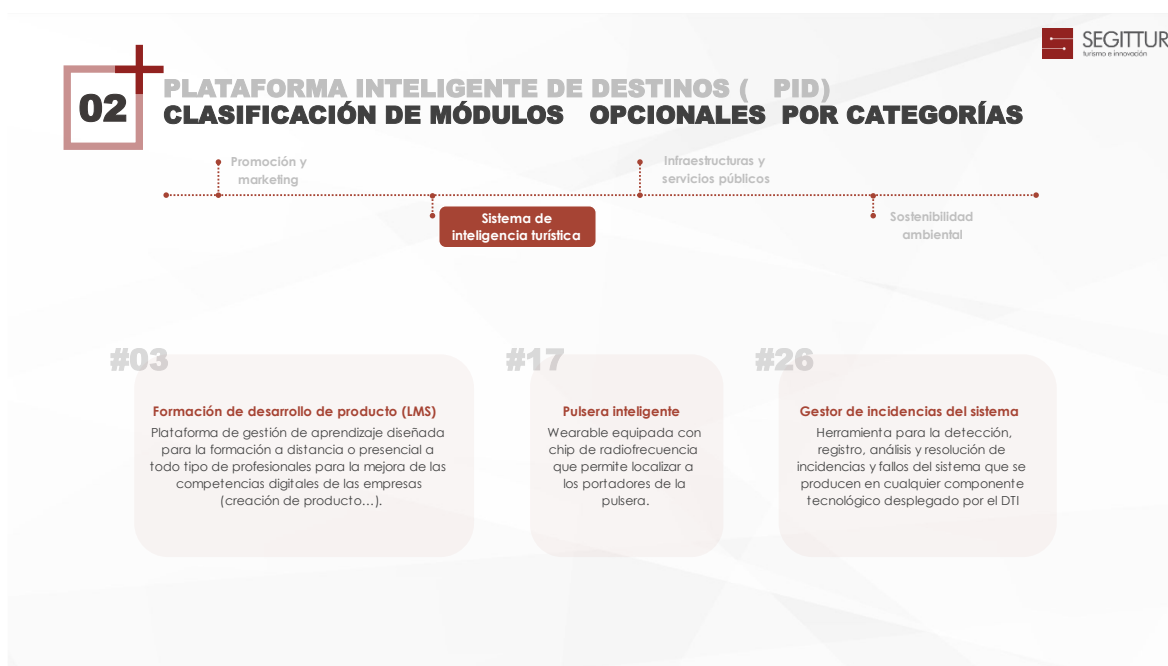 SEGITTUR
turismo e innovación
02
PLATAFORMA INTELIGENTE DE DESTINOS ( PID)
CLASIFICACIÓN DE MÓDULOS OPCIONALES POR CATEGORÍAS
Promoción y
marketing
Sistema de
inteligencia turística
Infraestructuras y
servicios públicos
Sostenibilidad
ambiental
#03
Formación de desarrollo de producto (LMS)
Plataforma de gestión de aprendizaje diseñada
para la formación a distancia o presencial a
todo tipo de profesionales para la mejora de las
competencias digitales de las empresas
(creación de producto...).
#17
Pulsera inteligente
Wearable equipada con
chip de radiofrecuencia
que permite localizar a
los portadores de la
pulsera.
#26
Gestor de incidencias del sistema
Herramienta para la detección,
registro, análisis y resolución de
incidencias y fallos del sistema que se
producen en cualquier componente
tecnológico desplegado por el DTI